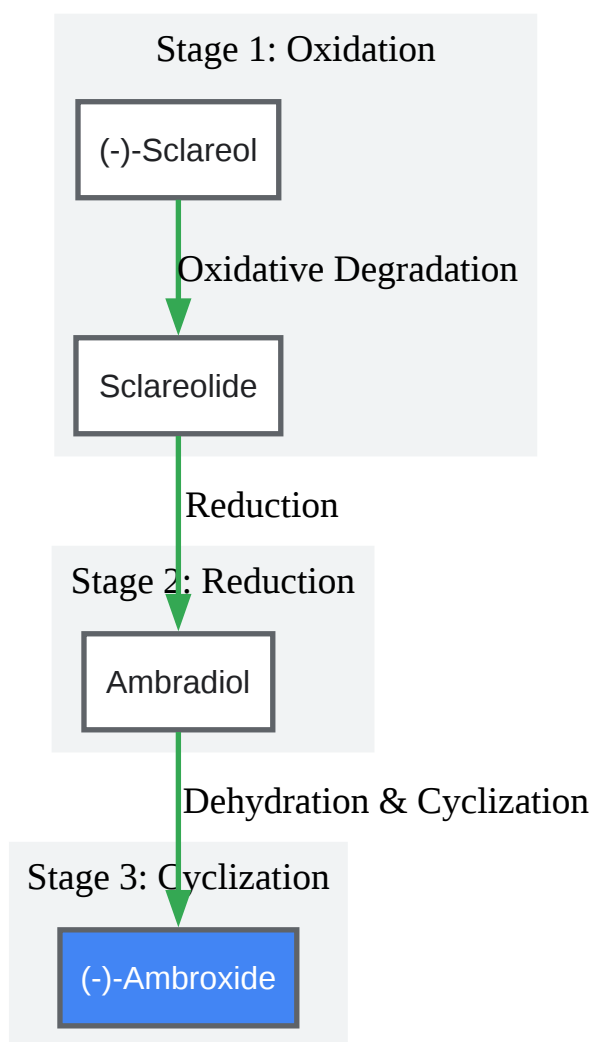 Stage 1: Oxidation
(-)-Sclareol
Oxidative Degradation
Sclareolide
Reduction
Stage 2: Reduction
Ambradiol
Dehydration & Cyclization
Stage 3: Cyclization
(-)-Ambroxide